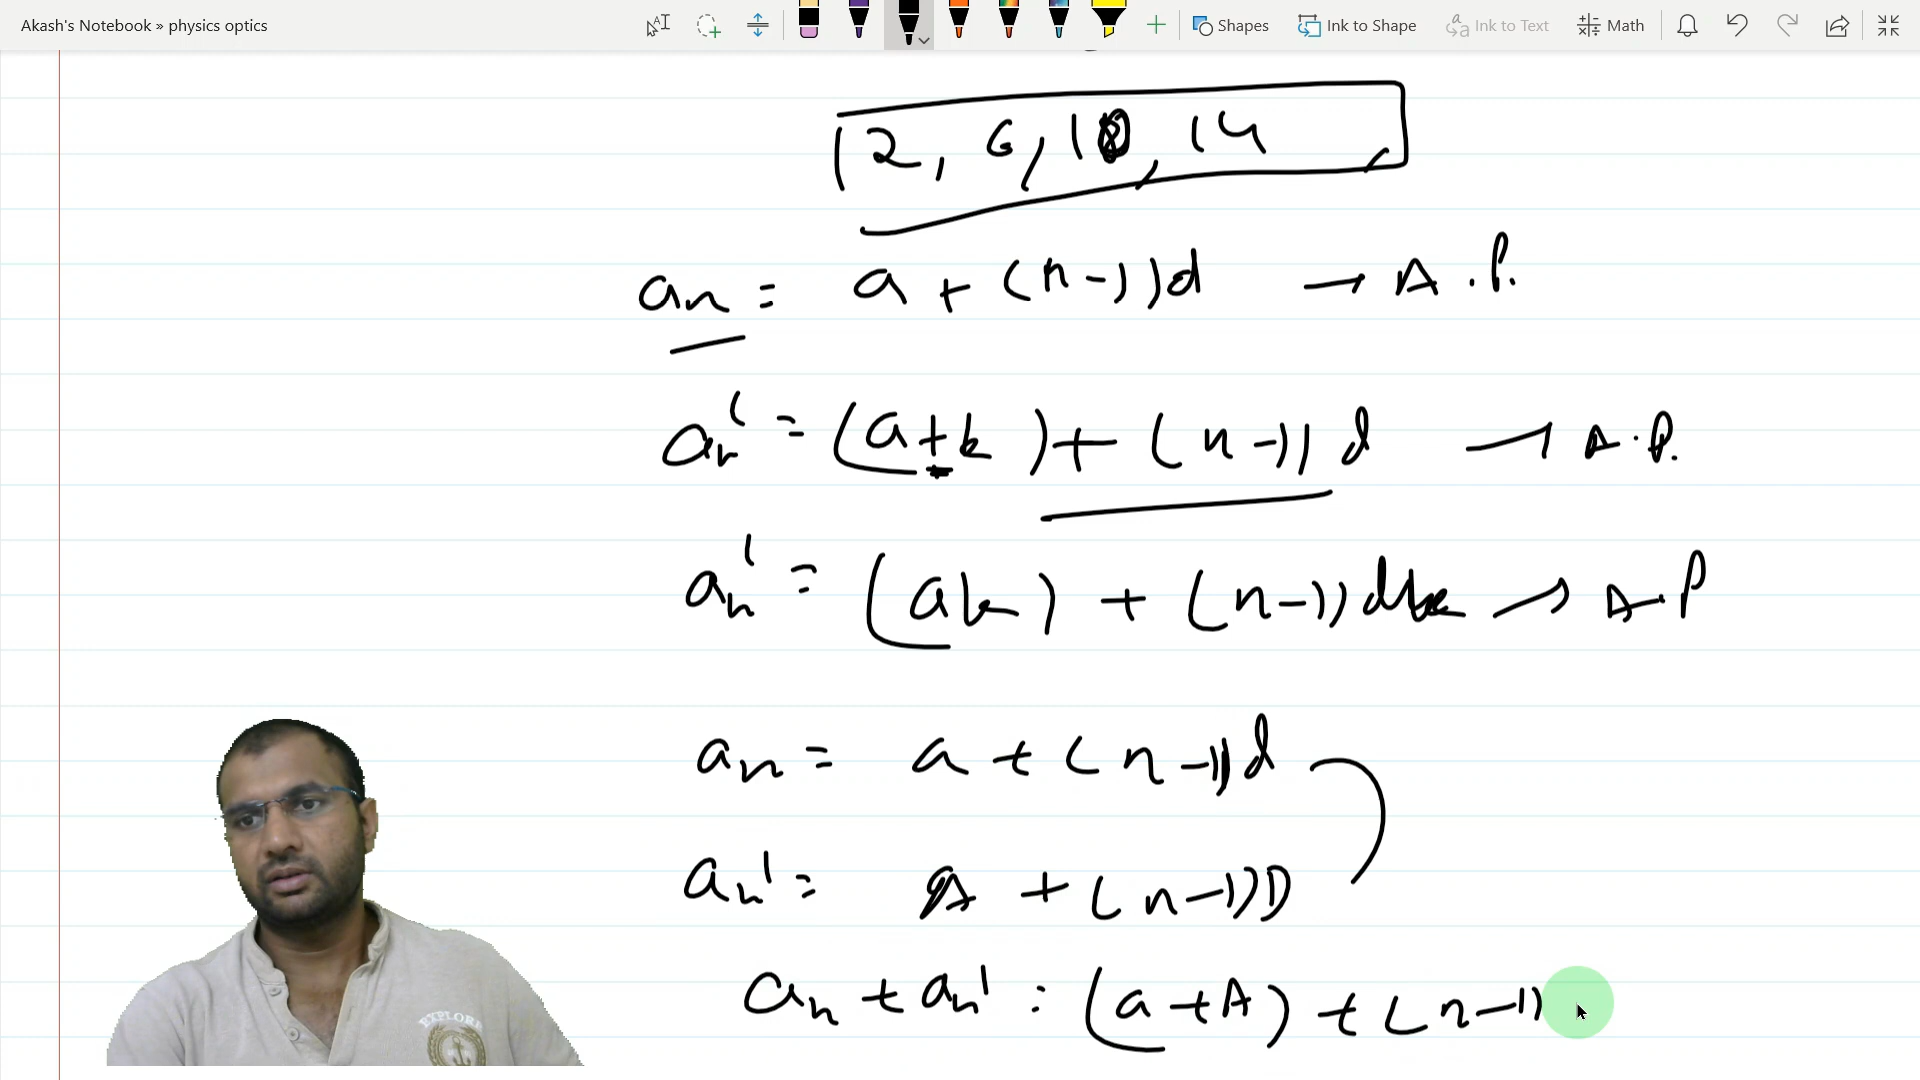 Akash's Notebook » physics optics
Shapes
Ink to Shape
Ink to Text
Math
2, 6, 10, 14,
an = a + (n-1)d → A.P.
an' = (a+k) + (n-1)d → A.P.
an' = (ak) + (n-1)dk → A.P
an = a + (n-1)d
an' = A + (n-1)D
an + an' = (a+A) + (n-1)
EXPLORE